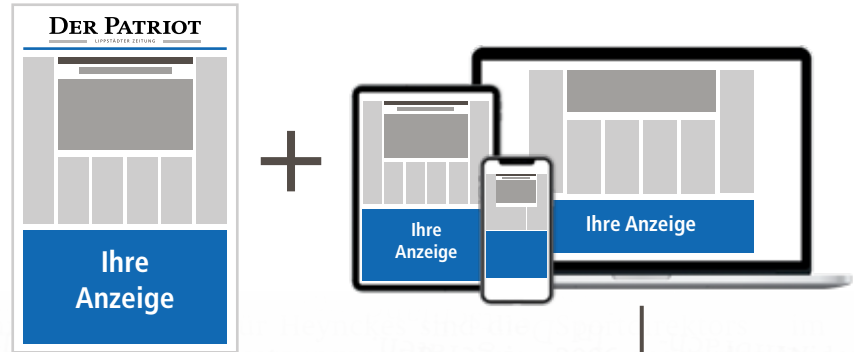 DER PATRIOT
LIPPSTÄDTER ZEITUNG
Ihre
Anzeige
Ihre
Anzeige
Ihre Anzeige